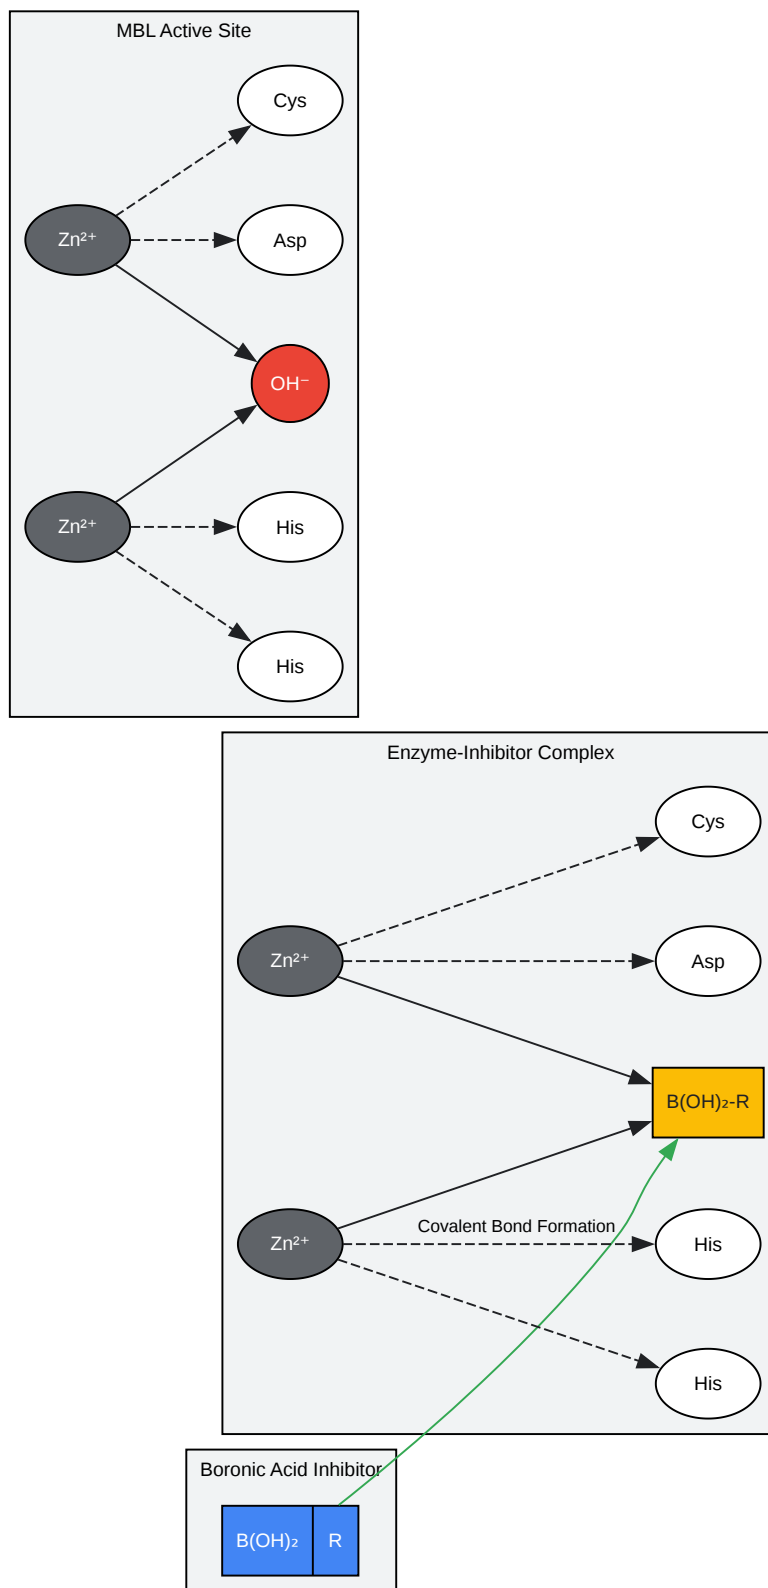 MBL Active Site
Cys
Zn²⁺
Asp
OH⁻
Zn²⁺
His
His
Enzyme-Inhibitor Complex
Cys
Zn²⁺
Asp
B(OH)₂-R
Covalent Bond Formation
Zn²⁺
His
His
Boronic Acid Inhibitor
B(OH)₂
R